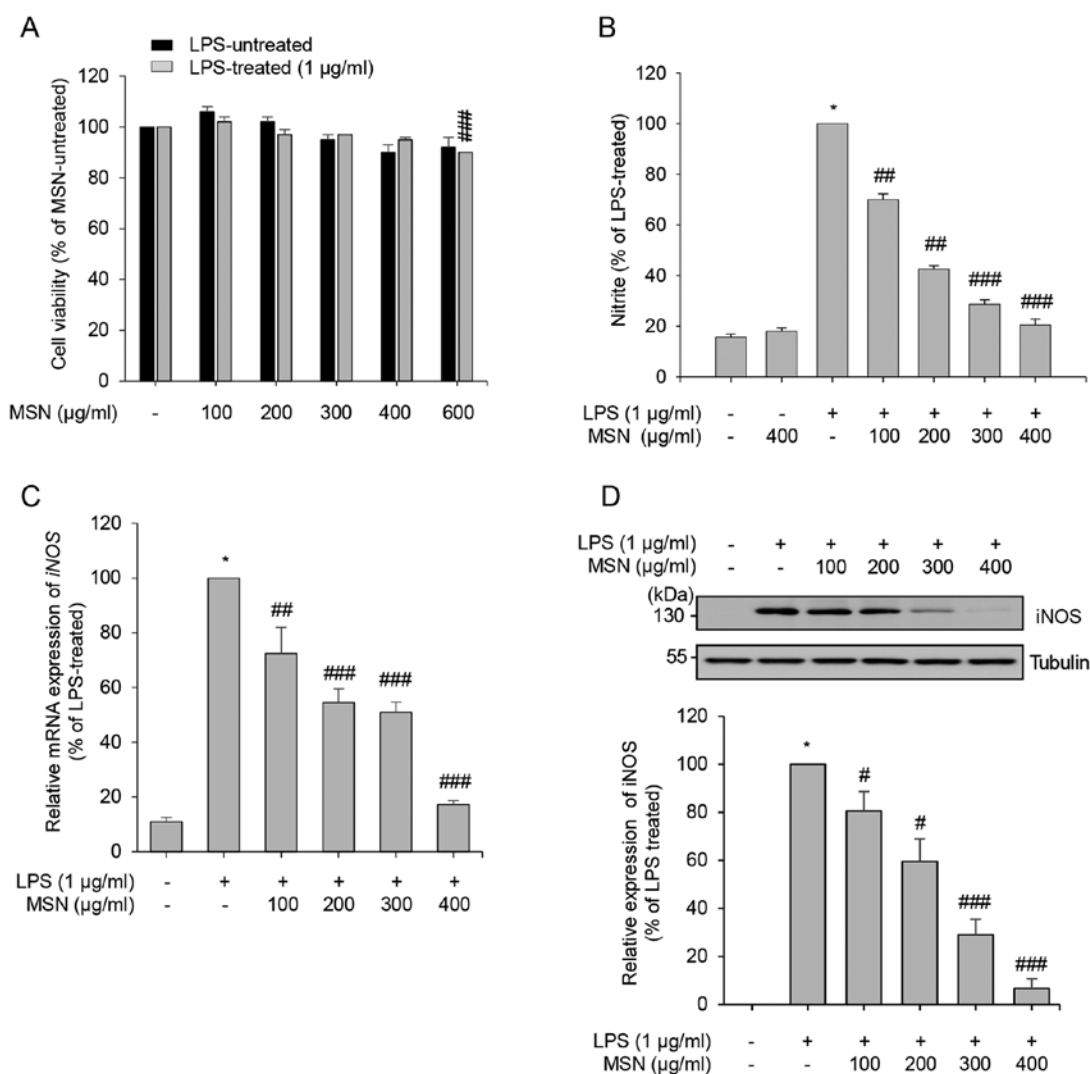 A
LPS-untreated
LPS-treated (1 µg/ml)
Cell viability (% of MSN-untreated)
120
100
80
60
40
20
0
###
MSN (µg/ml) - 100 200 300 400 600
B
Nitrite (% of LPS-treated)
120
100
80
60
40
20
0
* ## ## ### ###
LPS (1 µg/ml) - - + + + + +
MSN (µg/ml) - 400 - 100 200 300 400
C
Relative mRNA expression of iNOS
(% of LPS-treated)
120
100
80
60
40
20
0
* ## ### ### ###
LPS (1 µg/ml) - + + + + +
MSN (µg/ml) - - 100 200 300 400
D
LPS (1 µg/ml) - + + + + +
MSN (µg/ml) - - 100 200 300 400
(kDa)
130 iNOS
55 Tubulin
Relative expression of iNOS
(% of LPS treated)
120
100
80
60
40
20
0
* # # ### ###
LPS (1 µg/ml) - + + + + +
MSN (µg/ml) - - 100 200 300 400